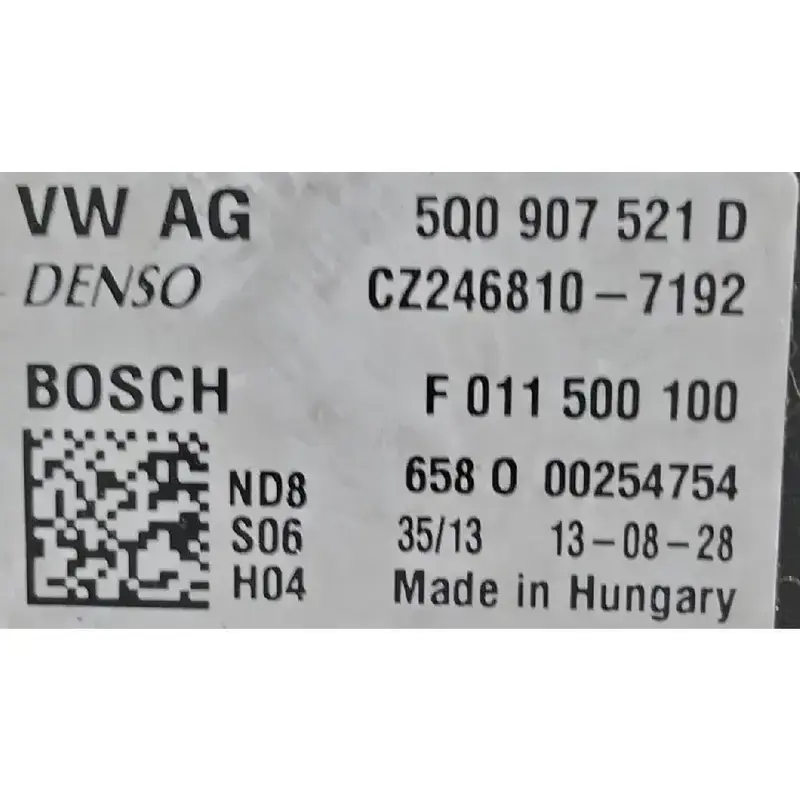 VW AG 5Q0 907 521 D
DENSO CZ246810-7192
BOSCH F 011 500 100
ND8 658 0 00254754
S06 35/13 13-08-28
H04 Made in Hungary